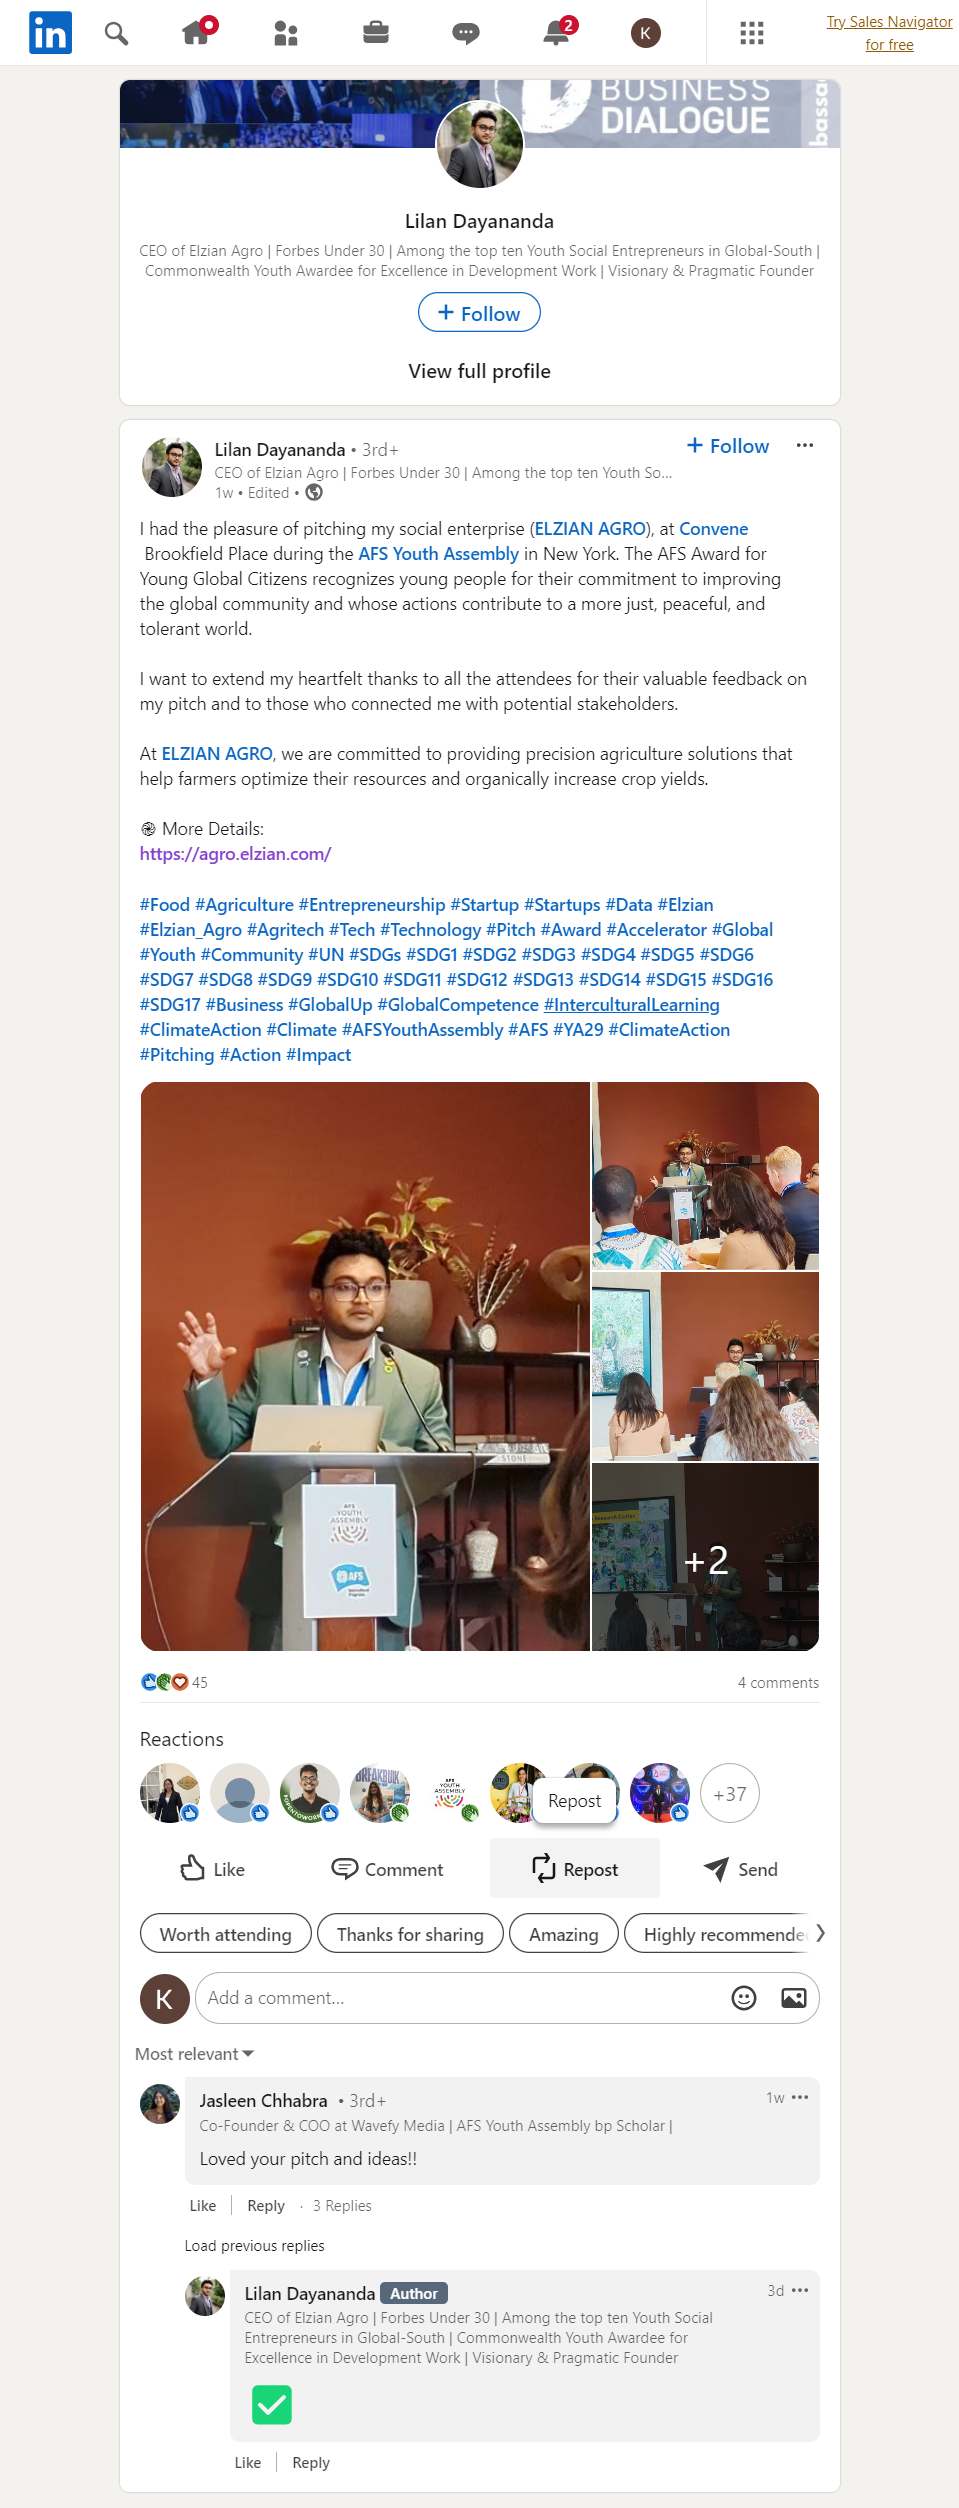 in
2
K
Try Sales Navigator
for free
BUSINESS
DIALOGUE
bassa
Lilan Dayananda
CEO of Elzian Agro | Forbes Under 30 | Among the top ten Youth Social Entrepreneurs in Global-South |
Commonwealth Youth Awardee for Excellence in Development Work | Visionary & Pragmatic Founder
+ Follow
View full profile
Lilan Dayananda • 3rd+
+ Follow
CEO of Elzian Agro | Forbes Under 30 | Among the top ten Youth So...
1w • Edited •
I had the pleasure of pitching my social enterprise (ELZIAN AGRO), at Convene
Brookfield Place during the AFS Youth Assembly in New York. The AFS Award for
Young Global Citizens recognizes young people for their commitment to improving
the global community and whose actions contribute to a more just, peaceful, and
tolerant world.
I want to extend my heartfelt thanks to all the attendees for their valuable feedback on
my pitch and to those who connected me with potential stakeholders.
At ELZIAN AGRO, we are committed to providing precision agriculture solutions that
help farmers optimize their resources and organically increase crop yields.
֎ More Details:
https://agro.elzian.com/
#Food #Agriculture #Entrepreneurship #Startup #Startups #Data #Elzian
#Elzian_Agro #Agritech #Tech #Technology #Pitch #Award #Accelerator #Global
#Youth #Community #UN #SDGs #SDG1 #SDG2 #SDG3 #SDG4 #SDG5 #SDG6
#SDG7 #SDG8 #SDG9 #SDG10 #SDG11 #SDG12 #SDG13 #SDG14 #SDG15 #SDG16
#SDG17 #Business #GlobalUp #GlobalCompetence #InterculturalLearning
#ClimateAction #Climate #AFSYouthAssembly #AFS #YA29 #ClimateAction
#Pitching #Action #Impact
STONE
AFS
YOUTH
ASSEMBLY
AFS
Research Center
+2
45
4 comments
Reactions
#OPENTOWORK
AFS
YOUTH
ASSEMBLY
+37
Repost
Like
Comment
Repost
Send
Worth attending
Thanks for sharing
Amazing
Highly recommended
K
Add a comment...
Most relevant
Jasleen Chhabra • 3rd+
1w
Co-Founder & COO at Wavefy Media | AFS Youth Assembly bp Scholar |
Loved your pitch and ideas!!
Like
Reply
· 3 Replies
Load previous replies
Lilan Dayananda Author
3d
CEO of Elzian Agro | Forbes Under 30 | Among the top ten Youth Social
Entrepreneurs in Global-South | Commonwealth Youth Awardee for
Excellence in Development Work | Visionary & Pragmatic Founder
✅
Like
Reply